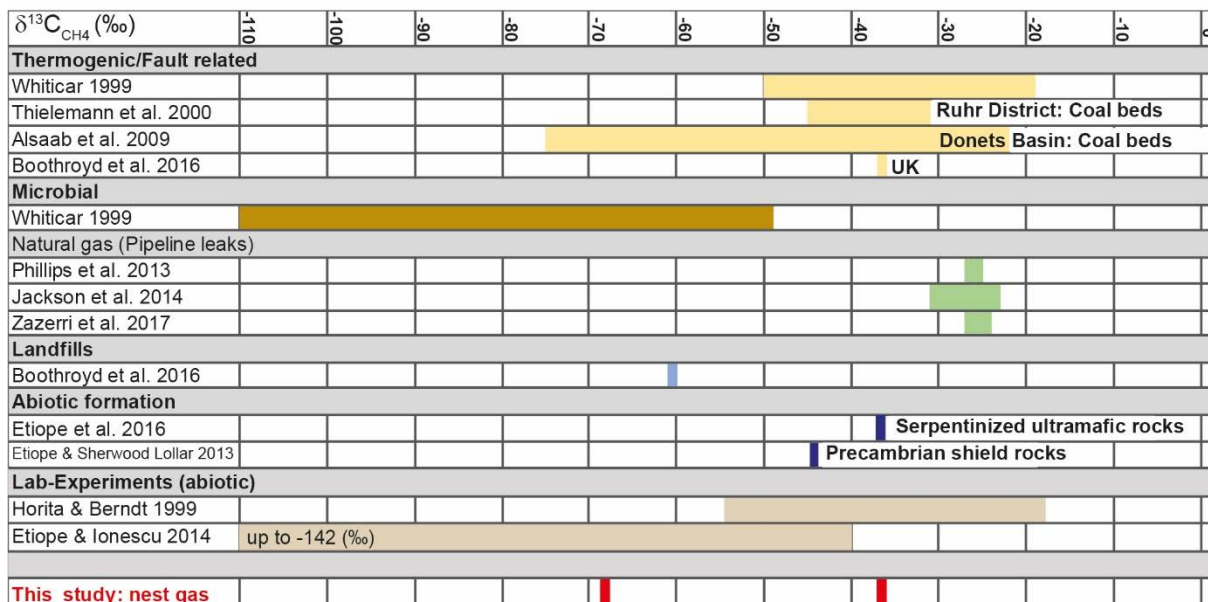 δ13C CH4 (‰) -110 -100 -90 -80 -70 -60 -50 -40 -30 -20 -10
Thermogenic/Fault related
Whiticar 1999
Thielemann et al. 2000 Ruhr District: Coal beds
Alsaab et al. 2009 Donets Basin: Coal beds
Boothroyd et al. 2016 UK
Microbial
Whiticar 1999
Natural gas (Pipeline leaks)
Phillips et al. 2013
Jackson et al. 2014
Zazerri et al. 2017
Landfills
Boothroyd et al. 2016
Abiotic formation
Etiope et al. 2016 Serpentinized ultramafic rocks
Etiope & Sherwood Lollar 2013 Precambrian shield rocks
Lab-Experiments (abiotic)
Horita & Berndt 1999
Etiope & Ionescu 2014 up to -142 (‰)
This study: nest gas